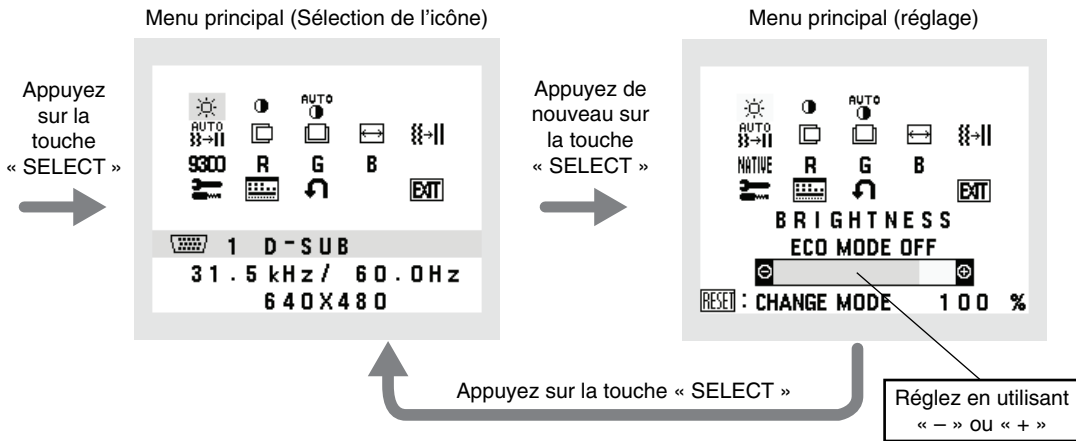 Menu principal (Sélection de l'icône)
Appuyez
sur la
touche
« SELECT »
AUTO
AUTO
9300 R G B
EXIT
1 D-SUB
31.5 kHz/ 60.0Hz
640X480
Appuyez de
nouveau sur
la touche
« SELECT »
Menu principal (réglage)
AUTO
AUTO
NATIVE R G B
EXIT
BRIGHTNESS
ECO MODE OFF
RESET : CHANGE MODE 100 %
Appuyez sur la touche « SELECT »
Réglez en utilisant
« – » ou « + »